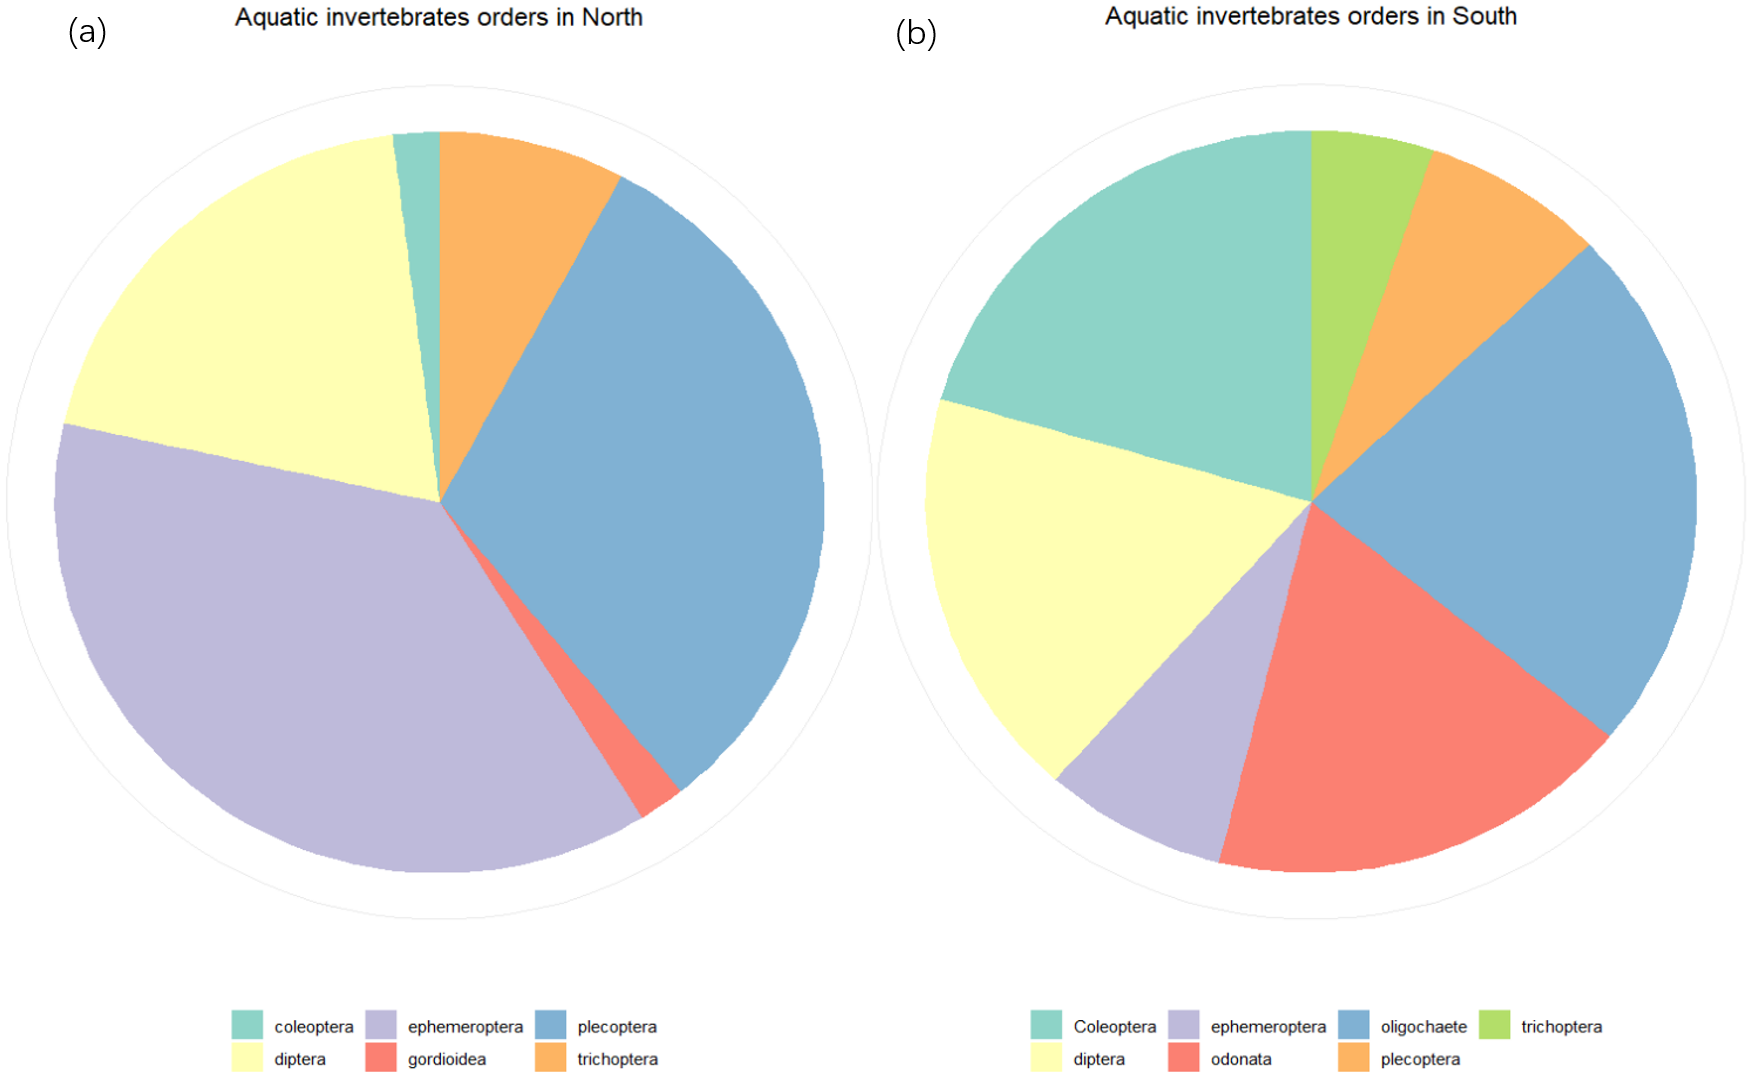 (a)
Aquatic invertebrates orders in North
coleoptera ephemeroptera plecoptera
diptera gordioidea trichoptera
(b)
Aquatic invertebrates orders in South
Coleoptera ephemeroptera oligochaete trichoptera
diptera odonata plecoptera